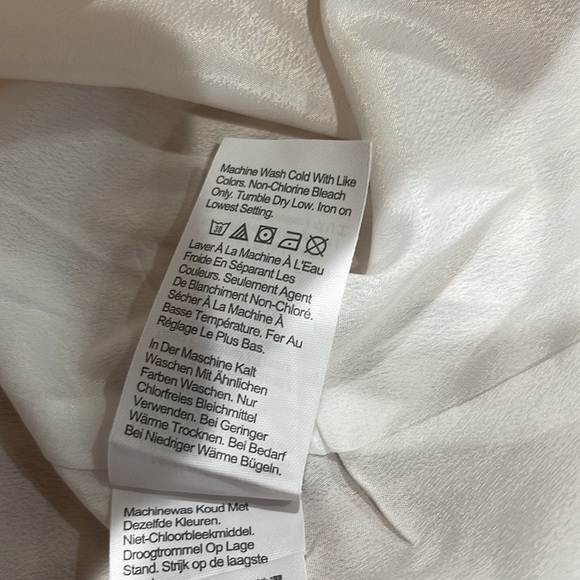 Machine Wash Cold With Like
Colors. Non-Chlorine Bleach
Only. Tumble Dry Low. Iron on
Lowest Setting.
30
Laver À La Machine À L'Eau
Froide En Séparant Les
Couleurs. Seulement Agent
De Blanchiment Non-Chloré.
Sécher À La Machine À
Basse Température. Fer Au
Réglage Le Plus Bas.
In Der Maschine Kalt
Waschen Mit Ähnlichen
Farben Waschen. Nur
Chlorfreies Bleichmittel
Verwenden. Bei Geringer
Wärme Trocknen. Bei Bedarf
Bei Niedriger Wärme Bügeln.
Machinewas Koud Met
Dezelfde Kleuren.
Niet-Chloorbleekmiddel.
Droogtrommel Op Lage
Stand. Strijk op de laagste